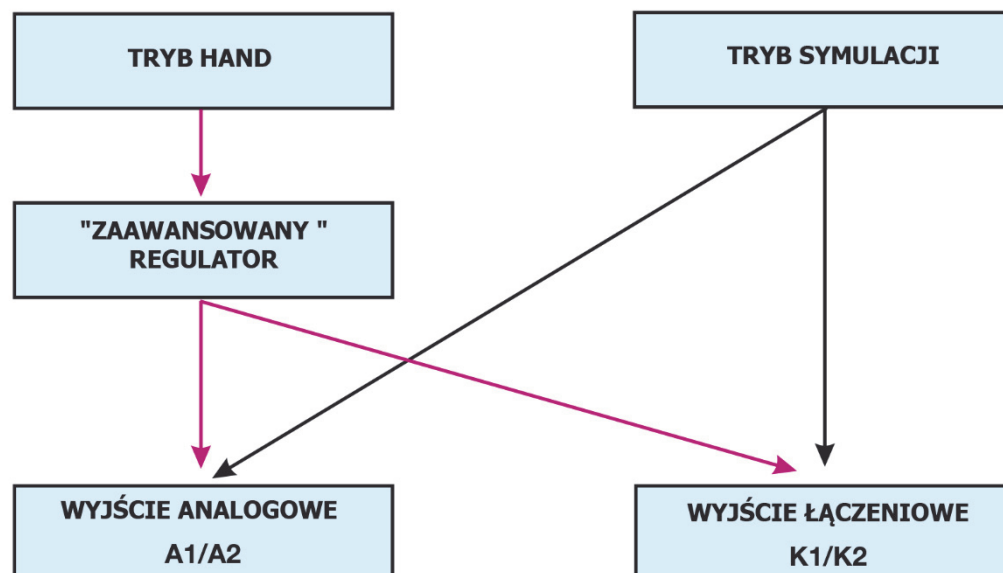 TRYB HAND
TRYB SYMULACJI
"ZAAWANSOWANY "
REGULATOR
WYJŚCIE ANALOGOWE
A1/A2
WYJŚCIE ŁĄCZENIOWE
K1/K2